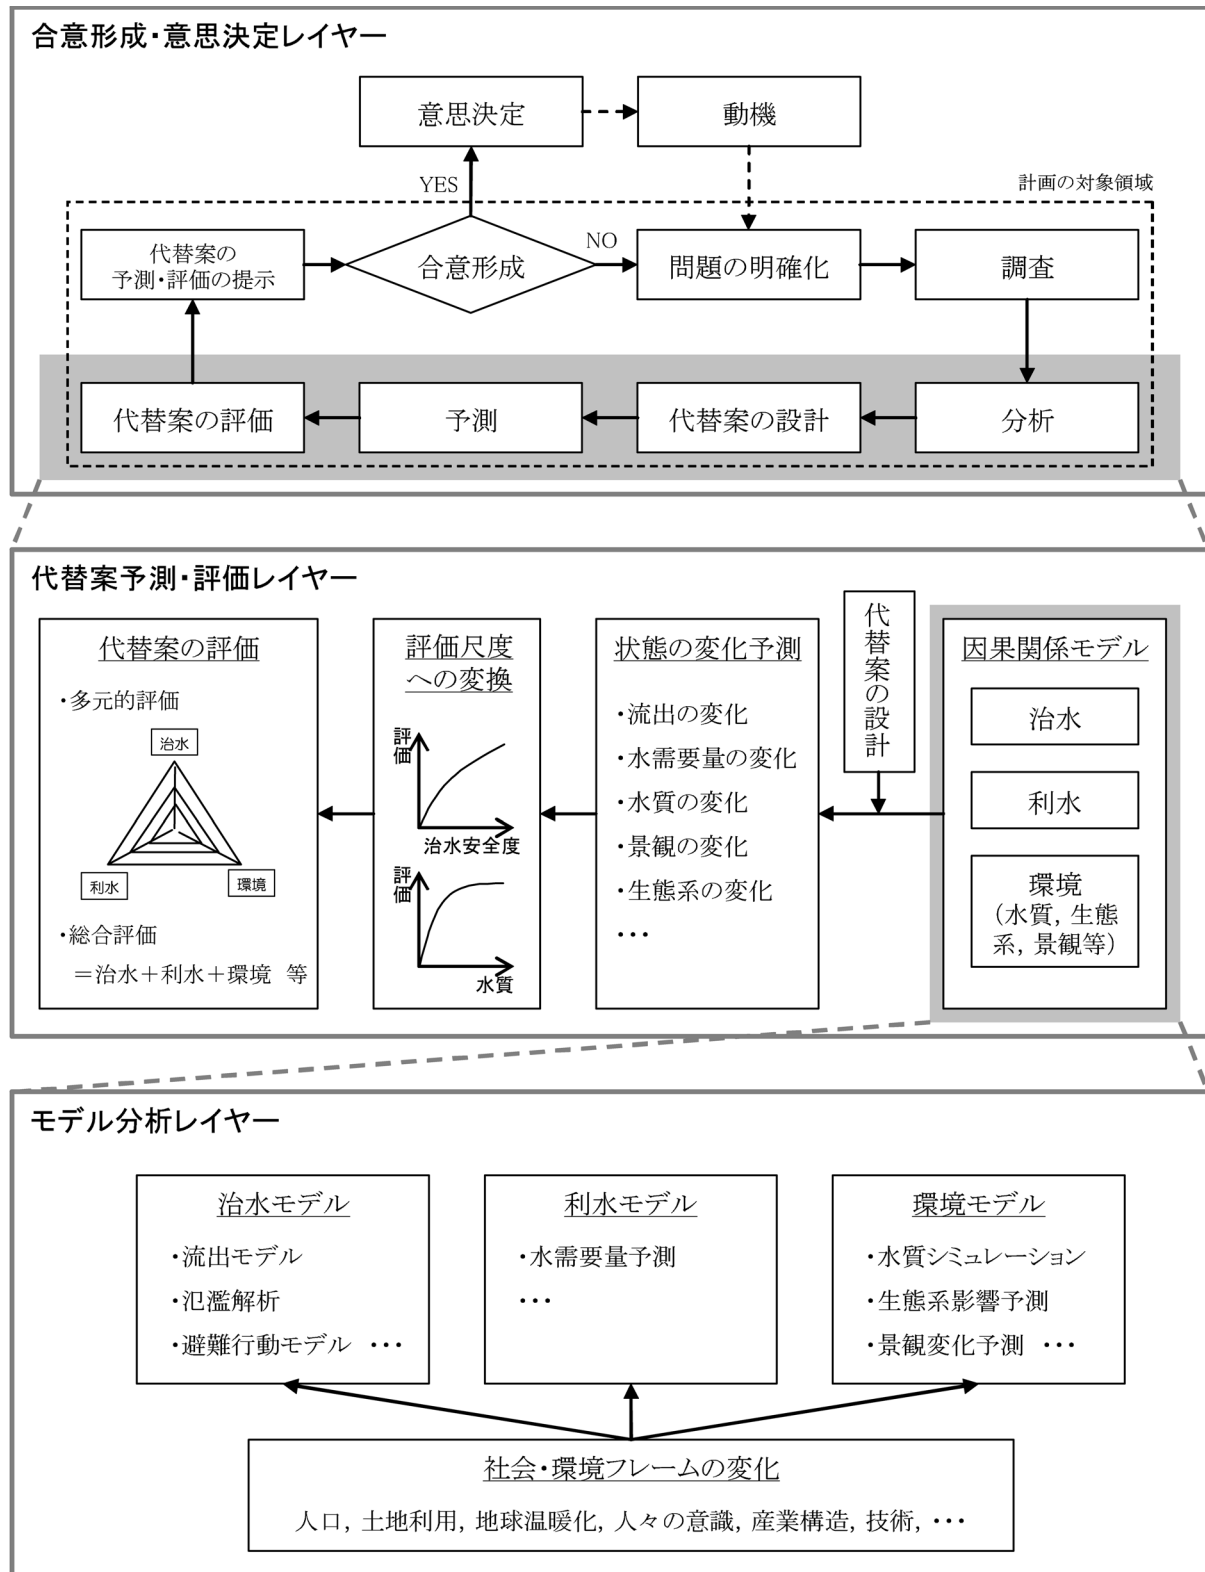 合意形成・意思決定レイヤー
意思決定
動機
YES
計画の対象領域
代替案の
予測・評価の提示
合意形成
NO
問題の明確化
調査
代替案の評価
予測
代替案の設計
分析
代替案予測・評価レイヤー
代替案の評価
・多元的評価
治水
利水
環境
・総合評価
＝治水＋利水＋環境 等
評価尺度
への変換
評価
治水安全度
評価
水質
状態の変化予測
・流出の変化
・水需要量の変化
・水質の変化
・景観の変化
・生態系の変化
・・・
代替案の設計
因果関係モデル
治水
利水
環境
（水質, 生態
系, 景観等）
モデル分析レイヤー
治水モデル
・流出モデル
・氾濫解析
・避難行動モデル ・・・
利水モデル
・水需要量予測
・・・
環境モデル
・水質シミュレーション
・生態系影響予測
・景観変化予測 ・・・
社会・環境フレームの変化
人口, 土地利用, 地球温暖化, 人々の意識, 産業構造, 技術, ・・・